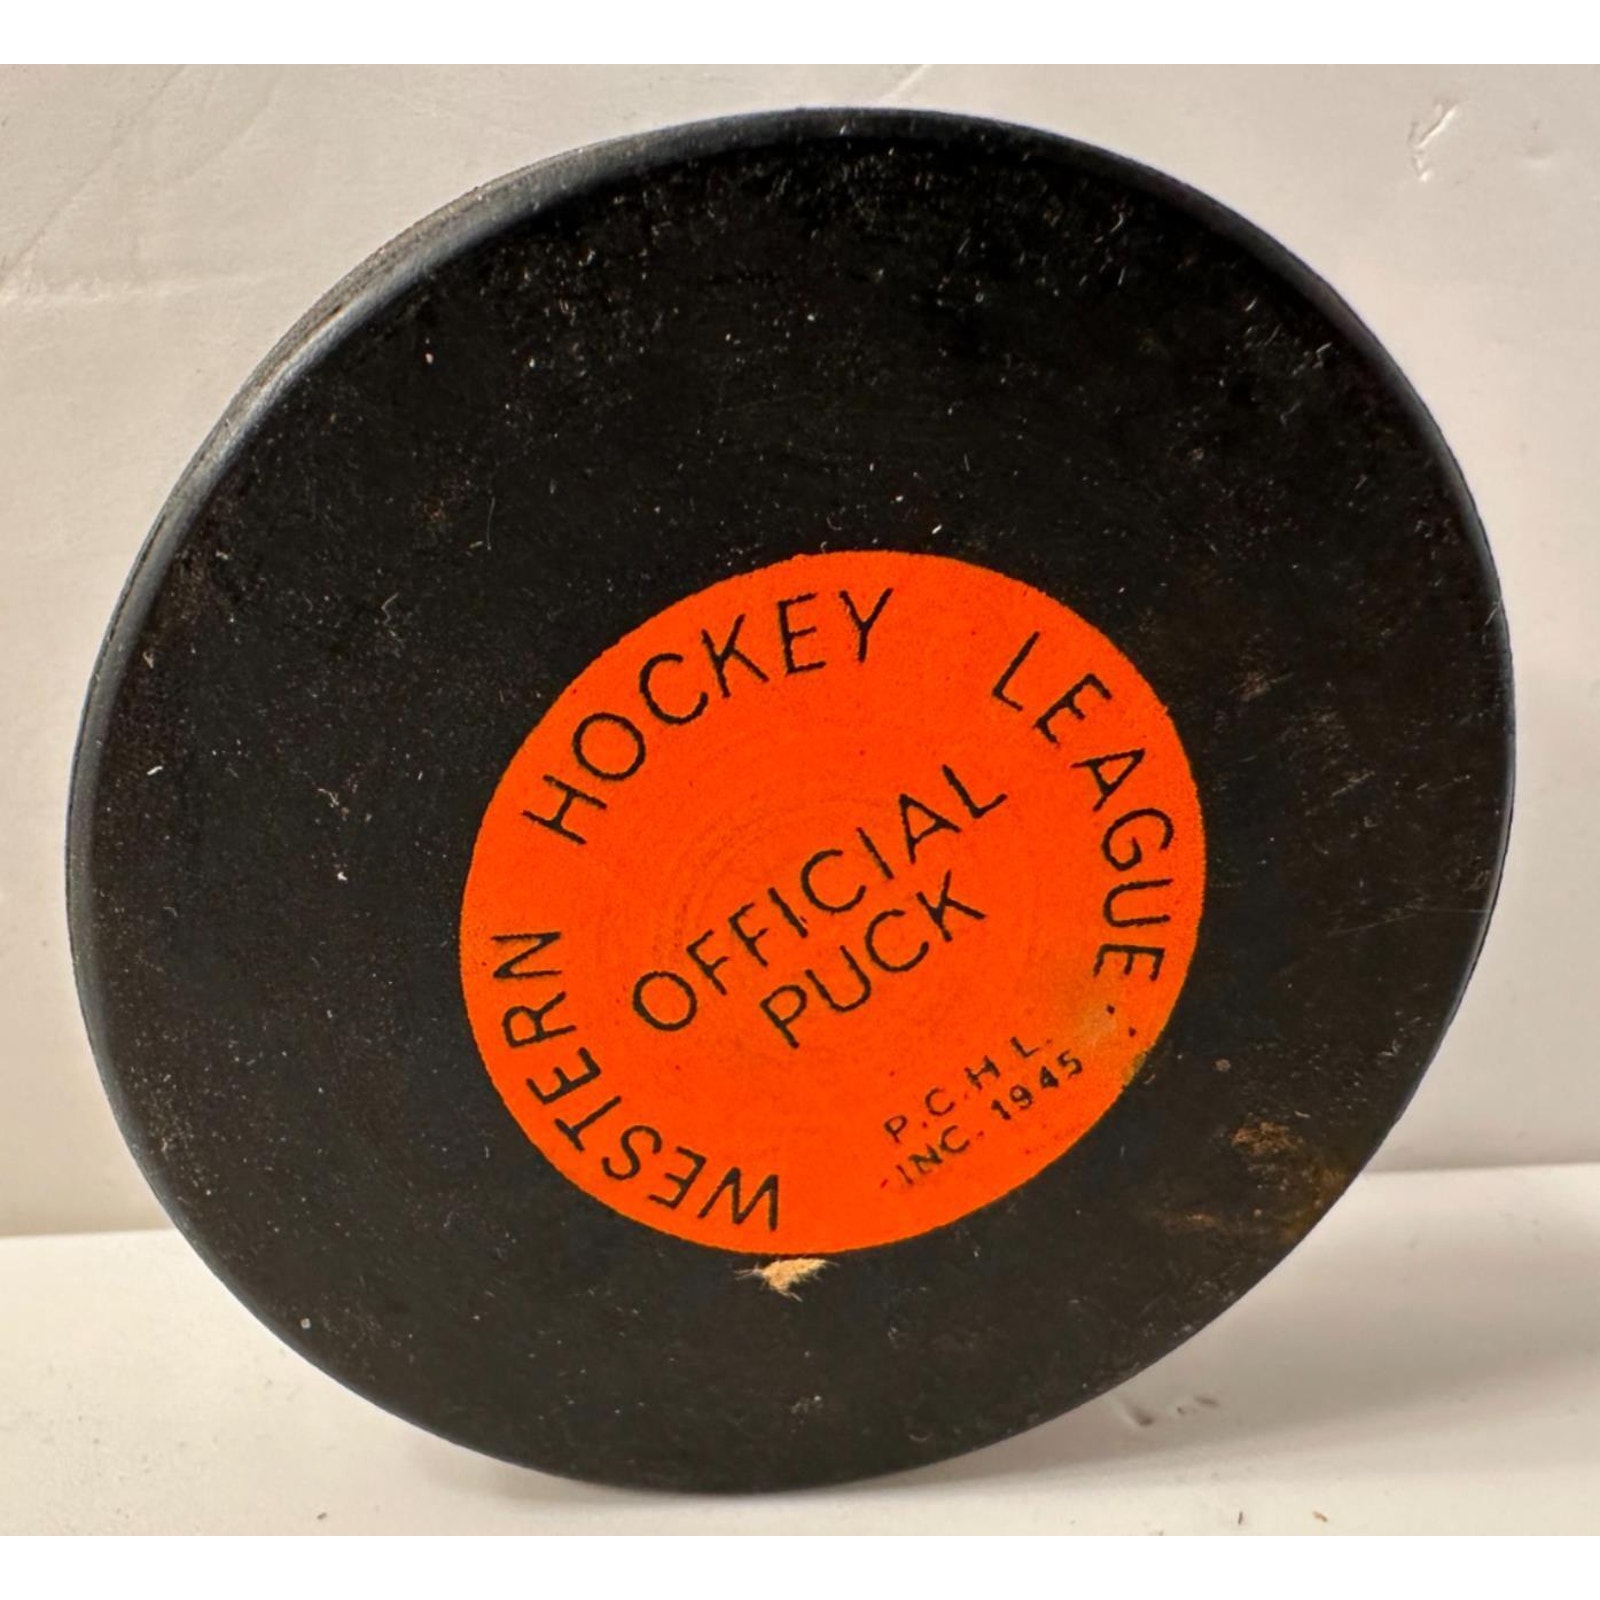 WESTERN HOCKEY LEAGUE
OFFICIAL
PUCK
P.C.H.L.
INC. 1945